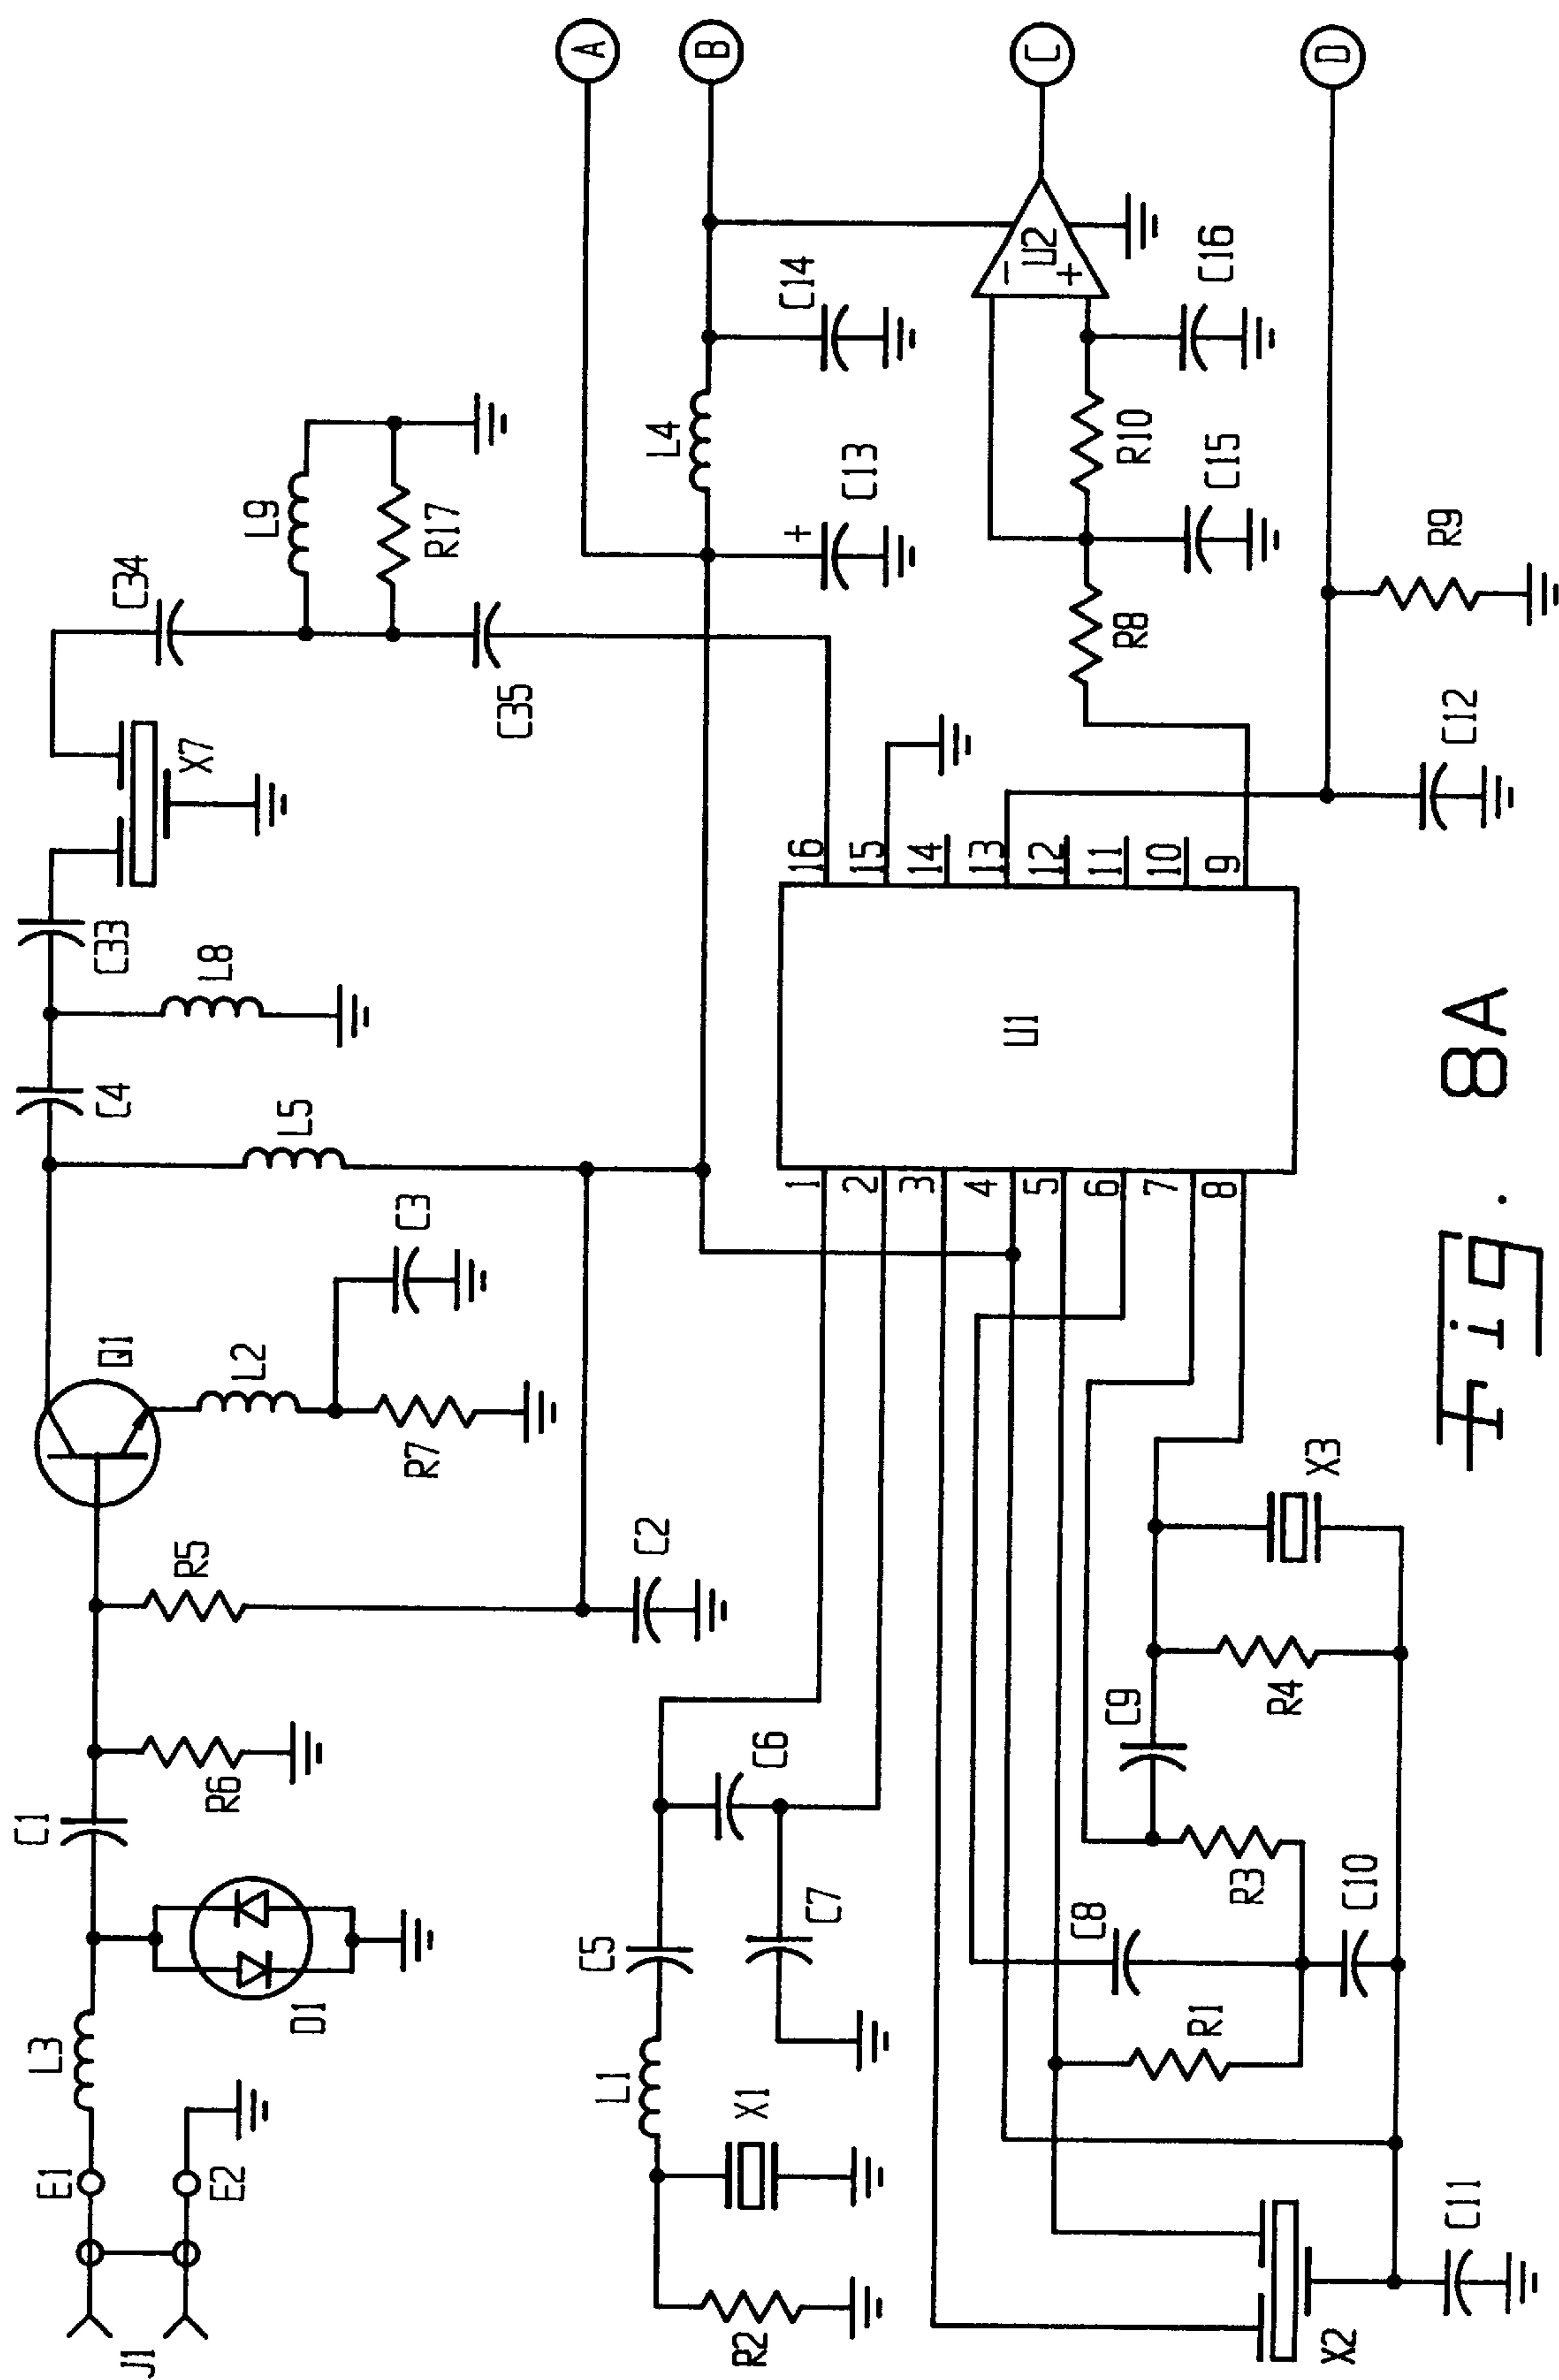 J1
E1
E2
L3
D1
C1
R6
R5
Q1
L2
R7
C3
C2
L5
C4
L8
C33
X7
C34
L9
R17
C35
A
B
L4
C13
+
C14
R2
X1
L1
C5
C6
C7
U1
1
2
3
4
5
6
7
8
16
15
14
13
12
11
10
9
R8
C15
R10
C16
U2
-
+
C
D
C12
R9
X2
C11
R1
C8
R3
C10
C9
R4
X3
Fig. 8A